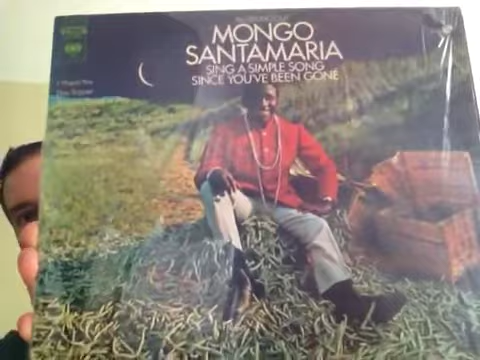 MONGO
SANTAMARIA
SING A SIMPLE SONG
SINCE YOU'VE BEEN GONE